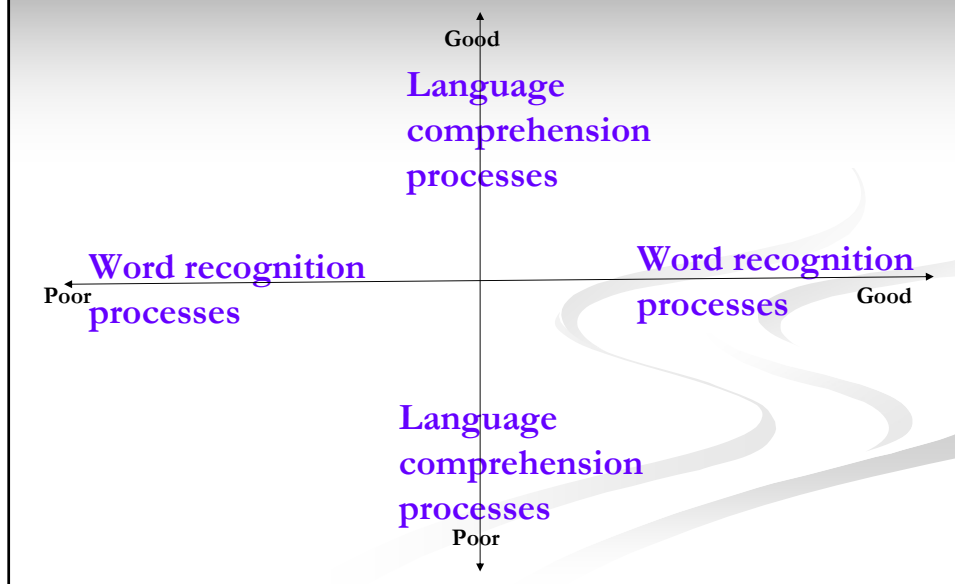 Good
Language
comprehension
processes
Word recognition
processes
Poor
Word recognition
processes
Good
Language
comprehension
processes
Poor